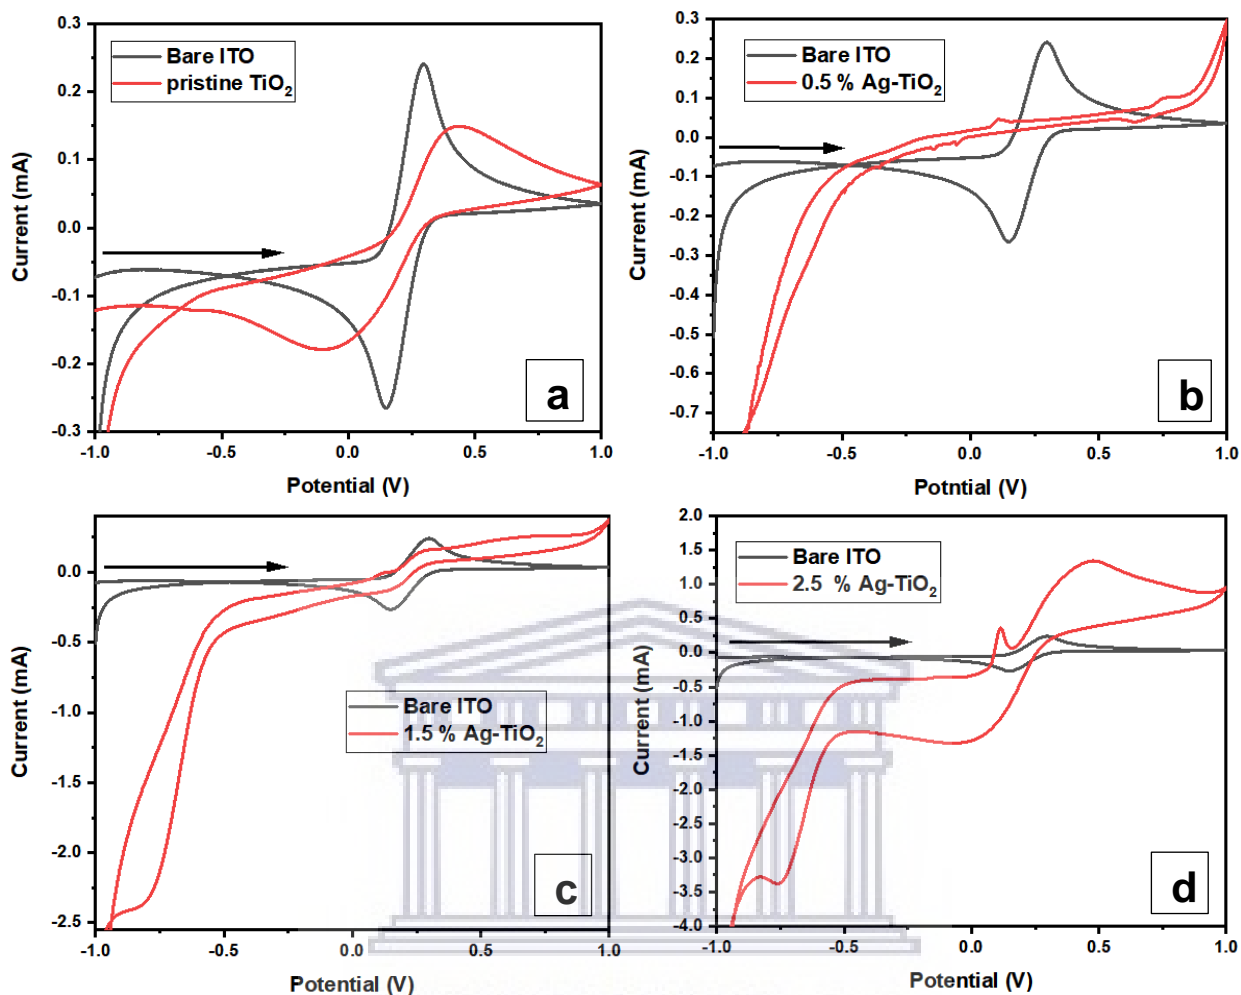 0.3
0.2
0.1
0.0
-0.1
-0.2
-0.3
Current (mA)
Bare ITO
pristine TiO₂
a
-1.0 -0.5 0.0 0.5 1.0
Potential (V)
0.3
0.2
0.1
0.0
-0.1
-0.2
-0.3
-0.4
-0.5
-0.6
-0.7
Current (mA)
Bare ITO
0.5 % Ag-TiO₂
b
-1.0 -0.5 0.0 0.5 1.0
Potntial (V)
0.0
-0.5
-1.0
-1.5
-2.0
-2.5
Current (mA)
Bare ITO
1.5 % Ag-TiO₂
c
-1.0 -0.5 0.0 0.5 1.0
Potential (V)
2.0
1.5
1.0
0.5
0.0
-0.5
-1.0
-1.5
-2.0
-2.5
-3.0
-3.5
-4.0
Current (mA)
Bare ITO
2.5 % Ag-TiO₂
d
-1.0 -0.5 0.0 0.5 1.0
Potential (V)